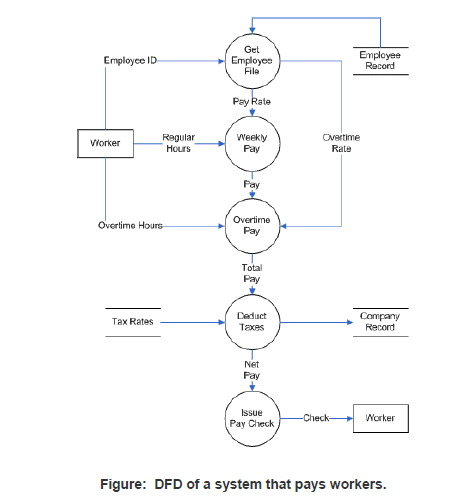 Get
Employee
File
Employee
Record
Employee ID
Pay Rate
Worker
Regular
Hours
Weekly
Pay
Overtime
Rate
Pay
Overtime Hours
Overtime
Pay
Total
Pay
Tax Rates
Deduct
Taxes
Company
Record
Net
Pay
Issue
Pay Check
Check
Worker
Figure: DFD of a system that pays workers.